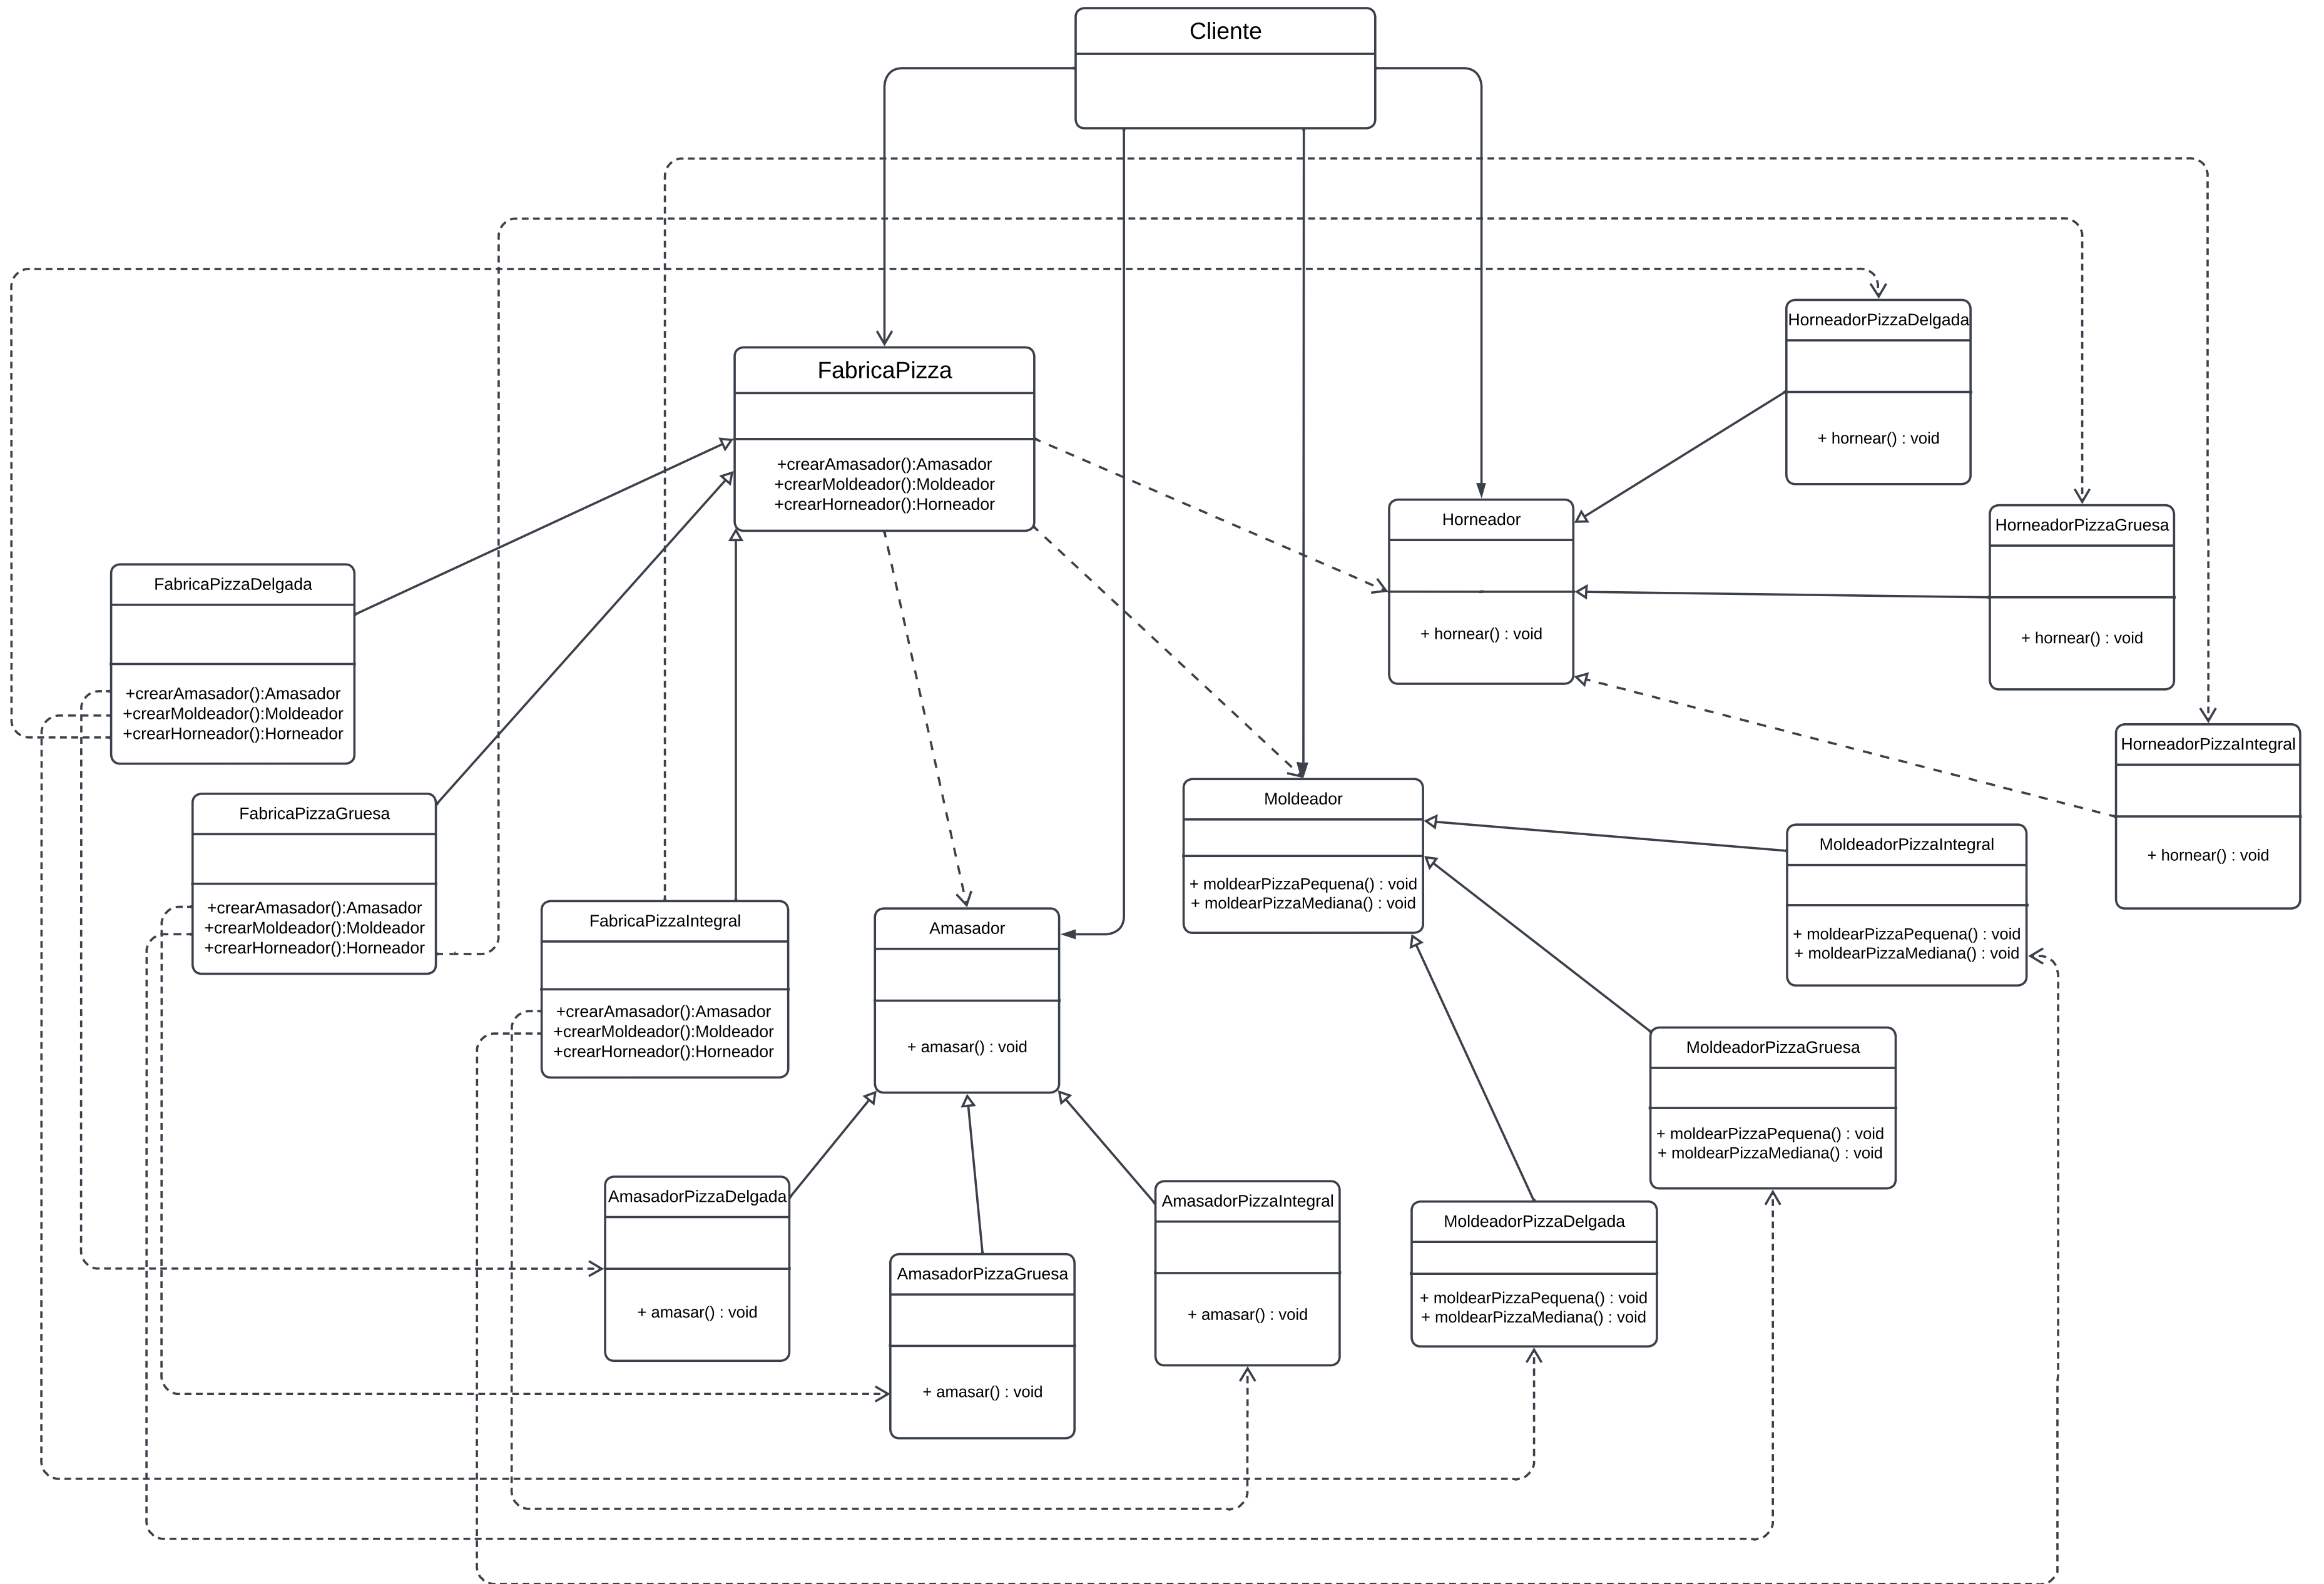 Cliente
HorneadorPizzaDelgada
+ hornear() : void
FabricaPizza
+crearAmasador():Amasador
+crearMoldeador():Moldeador
+crearHorneador():Horneador
Horneador
+ hornear() : void
HorneadorPizzaGruesa
+ hornear() : void
FabricaPizzaDelgada
+crearAmasador():Amasador
+crearMoldeador():Moldeador
+crearHorneador():Horneador
HorneadorPizzaIntegral
+ hornear() : void
FabricaPizzaGruesa
+crearAmasador():Amasador
+crearMoldeador():Moldeador
+crearHorneador():Horneador
Moldeador
+ moldearPizzaPequena() : void
+ moldearPizzaMediana() : void
MoldeadorPizzaIntegral
+ moldearPizzaPequena() : void
+ moldearPizzaMediana() : void
FabricaPizzaIntegral
+crearAmasador():Amasador
+crearMoldeador():Moldeador
+crearHorneador():Horneador
Amasador
+ amasar() : void
MoldeadorPizzaGruesa
+ moldearPizzaPequena() : void
+ moldearPizzaMediana() : void
AmasadorPizzaDelgada
+ amasar() : void
AmasadorPizzaGruesa
+ amasar() : void
AmasadorPizzaIntegral
+ amasar() : void
MoldeadorPizzaDelgada
+ moldearPizzaPequena() : void
+ moldearPizzaMediana() : void